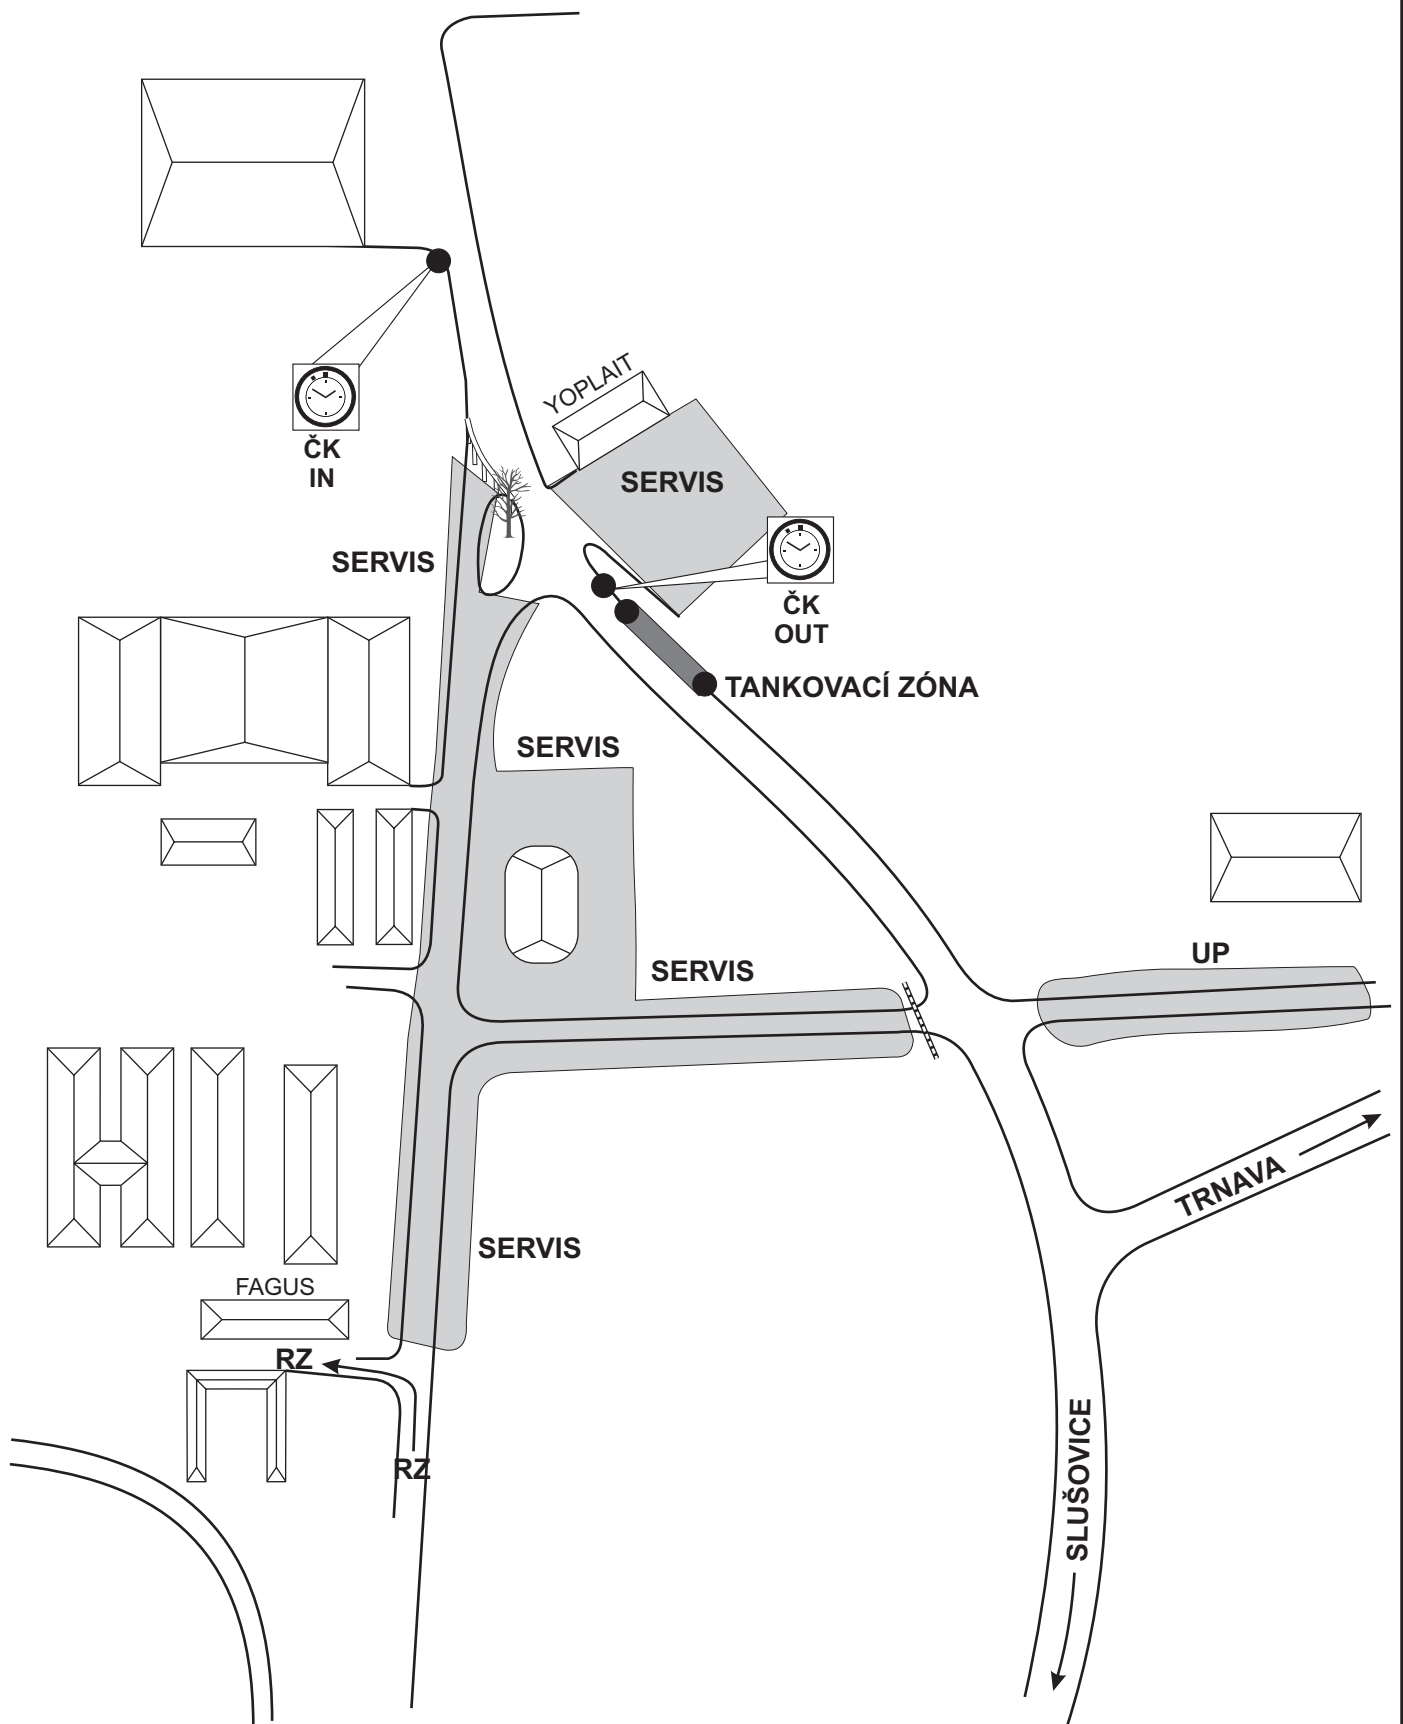 YOPLAIT
ČK
IN
SERVIS
SERVIS
ČK
OUT
TANKOVACÍ ZÓNA
SERVIS
UP
SERVIS
TRNAVA
SERVIS
FAGUS
RZ
RZ
SLUŠOVICE